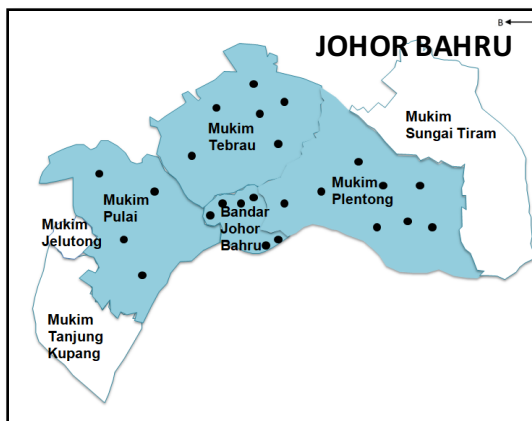 B
JOHOR BAHRU
Mukim
Sungai Tiram
Mukim
Tebrau
Mukim
Plentong
Mukim
Pulai
Bandar
Johor
Bahru
Mukim
Jelutong
Mukim
Tanjung
Kupang